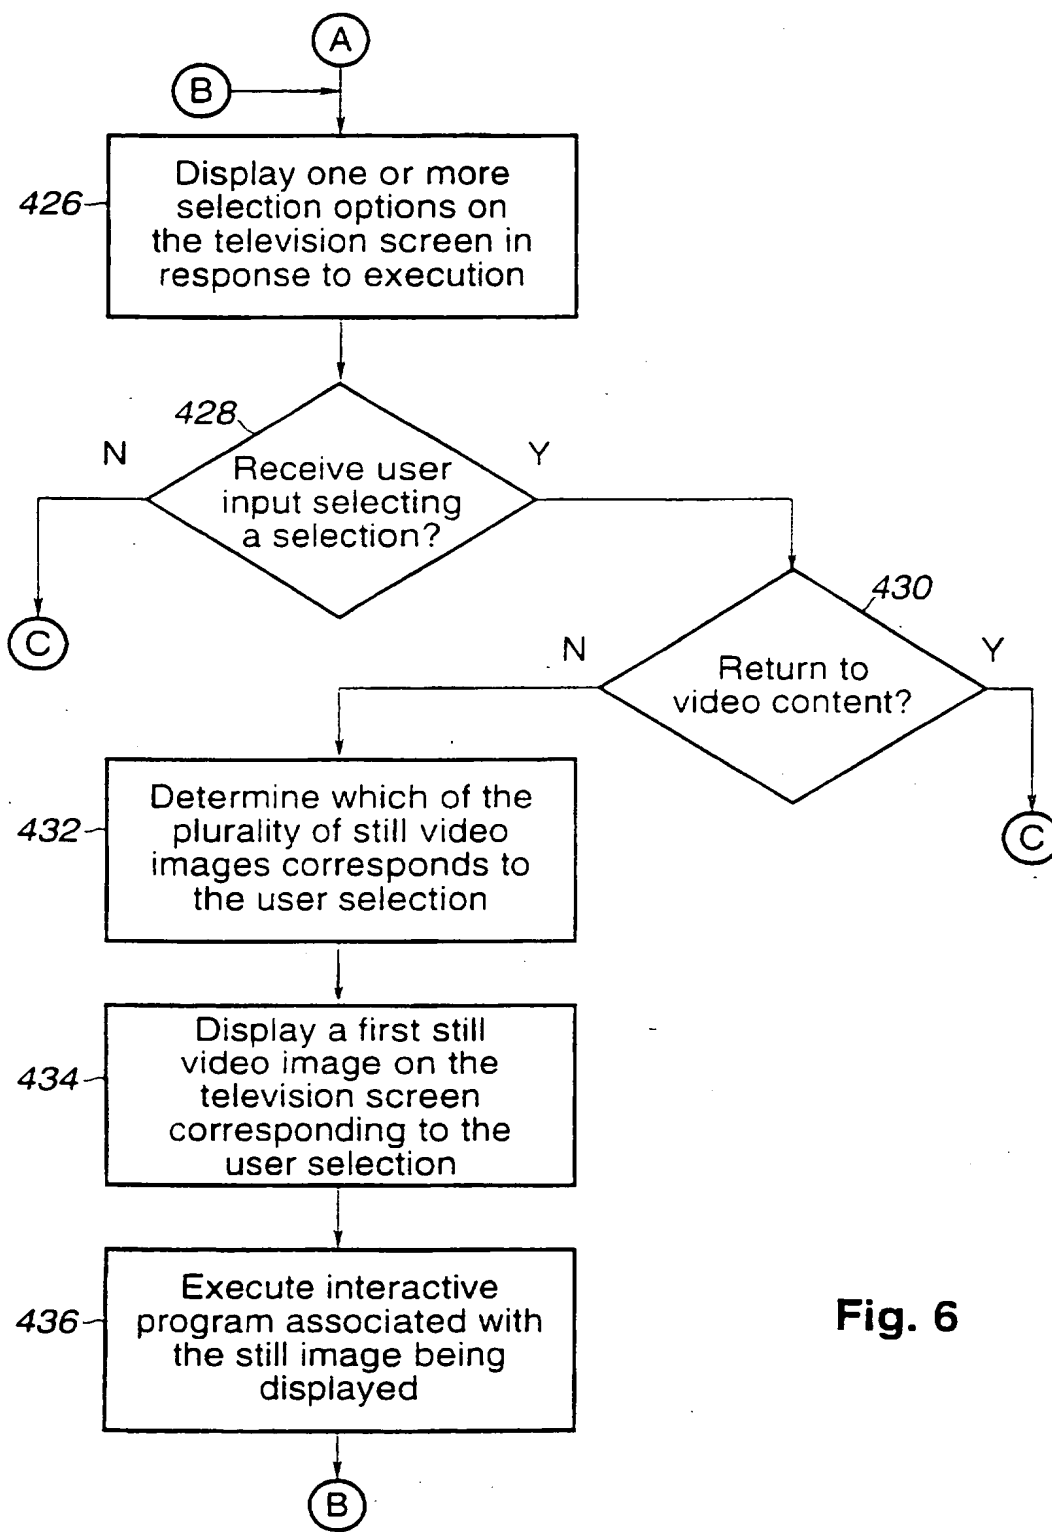 A
B
426
Display one or more
selection options on
the television screen in
response to execution
428
N
Y
Receive user
input selecting
a selection?
C
430
N
Y
Return to
video content?
C
432
Determine which of the
plurality of still video
images corresponds to
the user selection
434
Display a first still
video image on the
television screen
corresponding to the
user selection
436
Execute interactive
program associated with
the still image being
displayed
B
Fig. 6